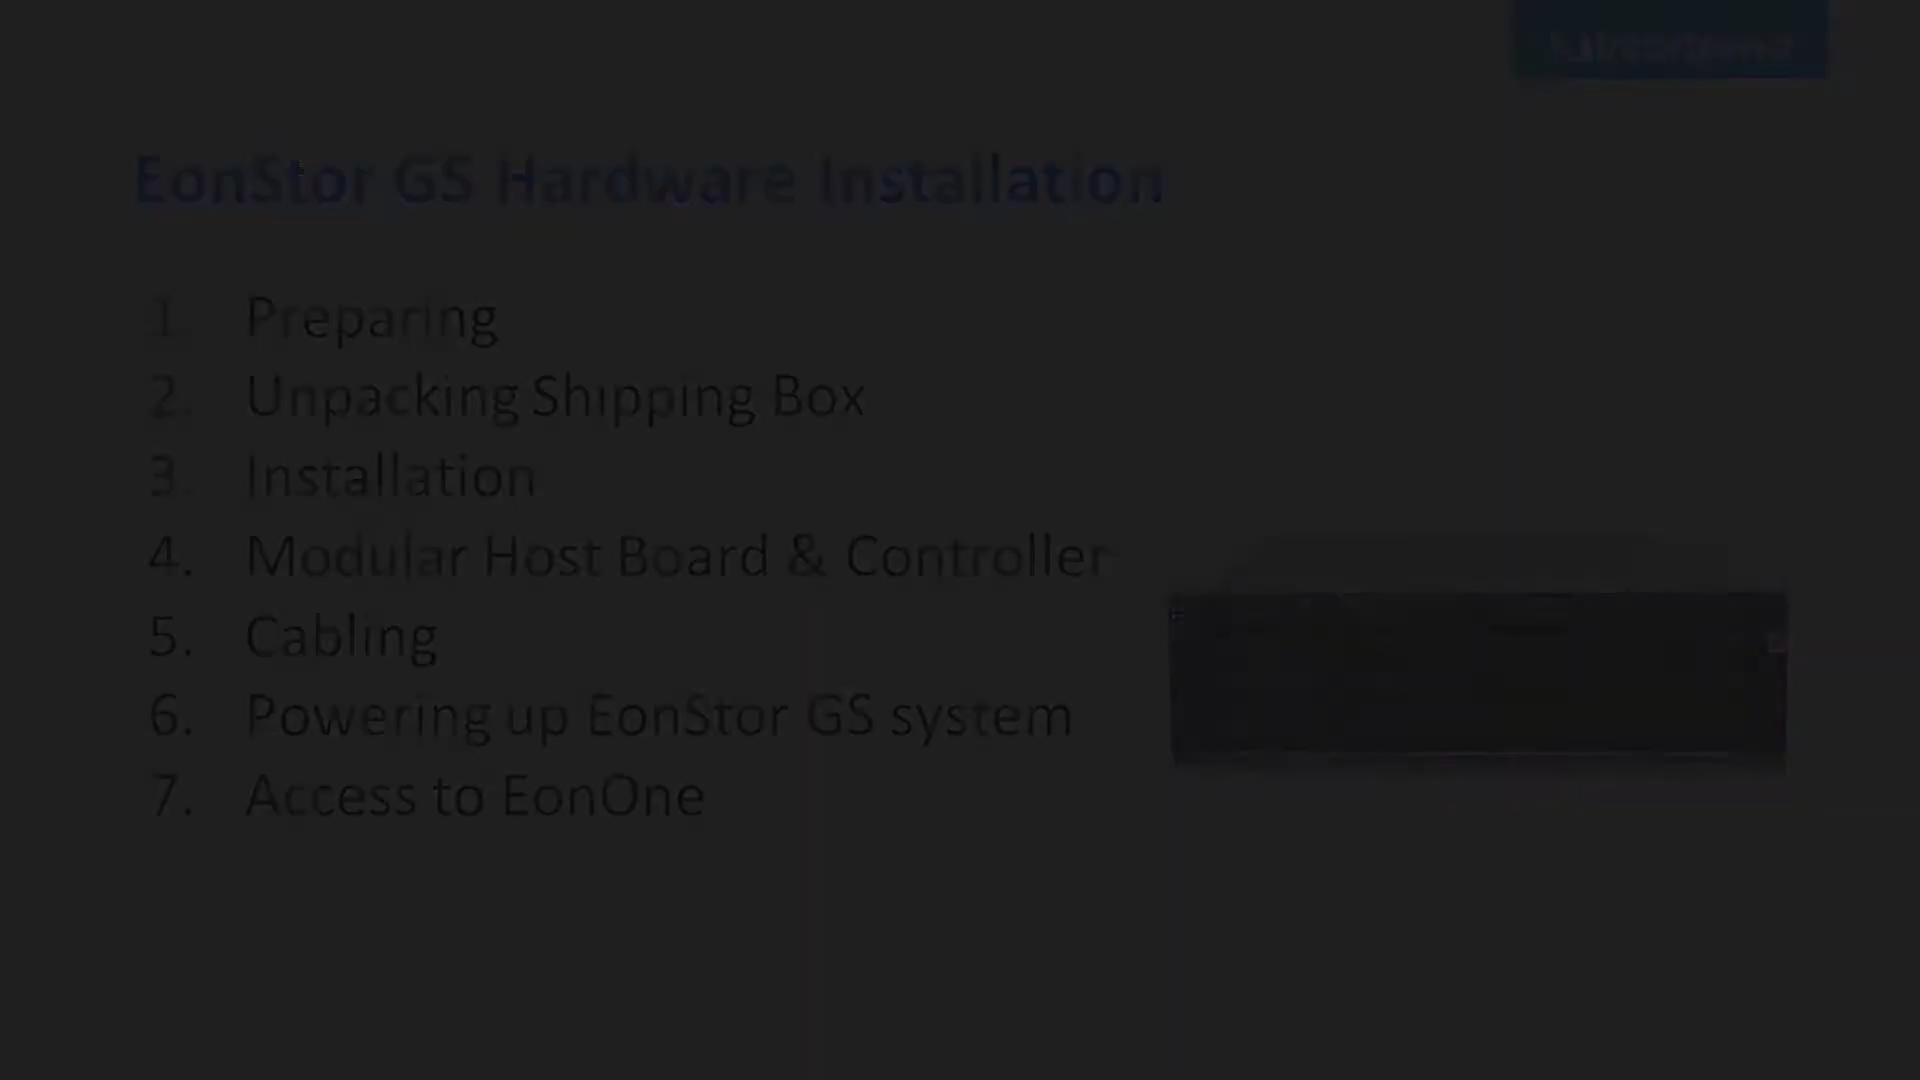 EonStor GS Hardware Installation
1. Preparing
2. Unpacking Shipping Box
3. Installation
4. Modular Host Board & Controller
5. Cabling
6. Powering up EonStor GS system
7. Access to EonOne